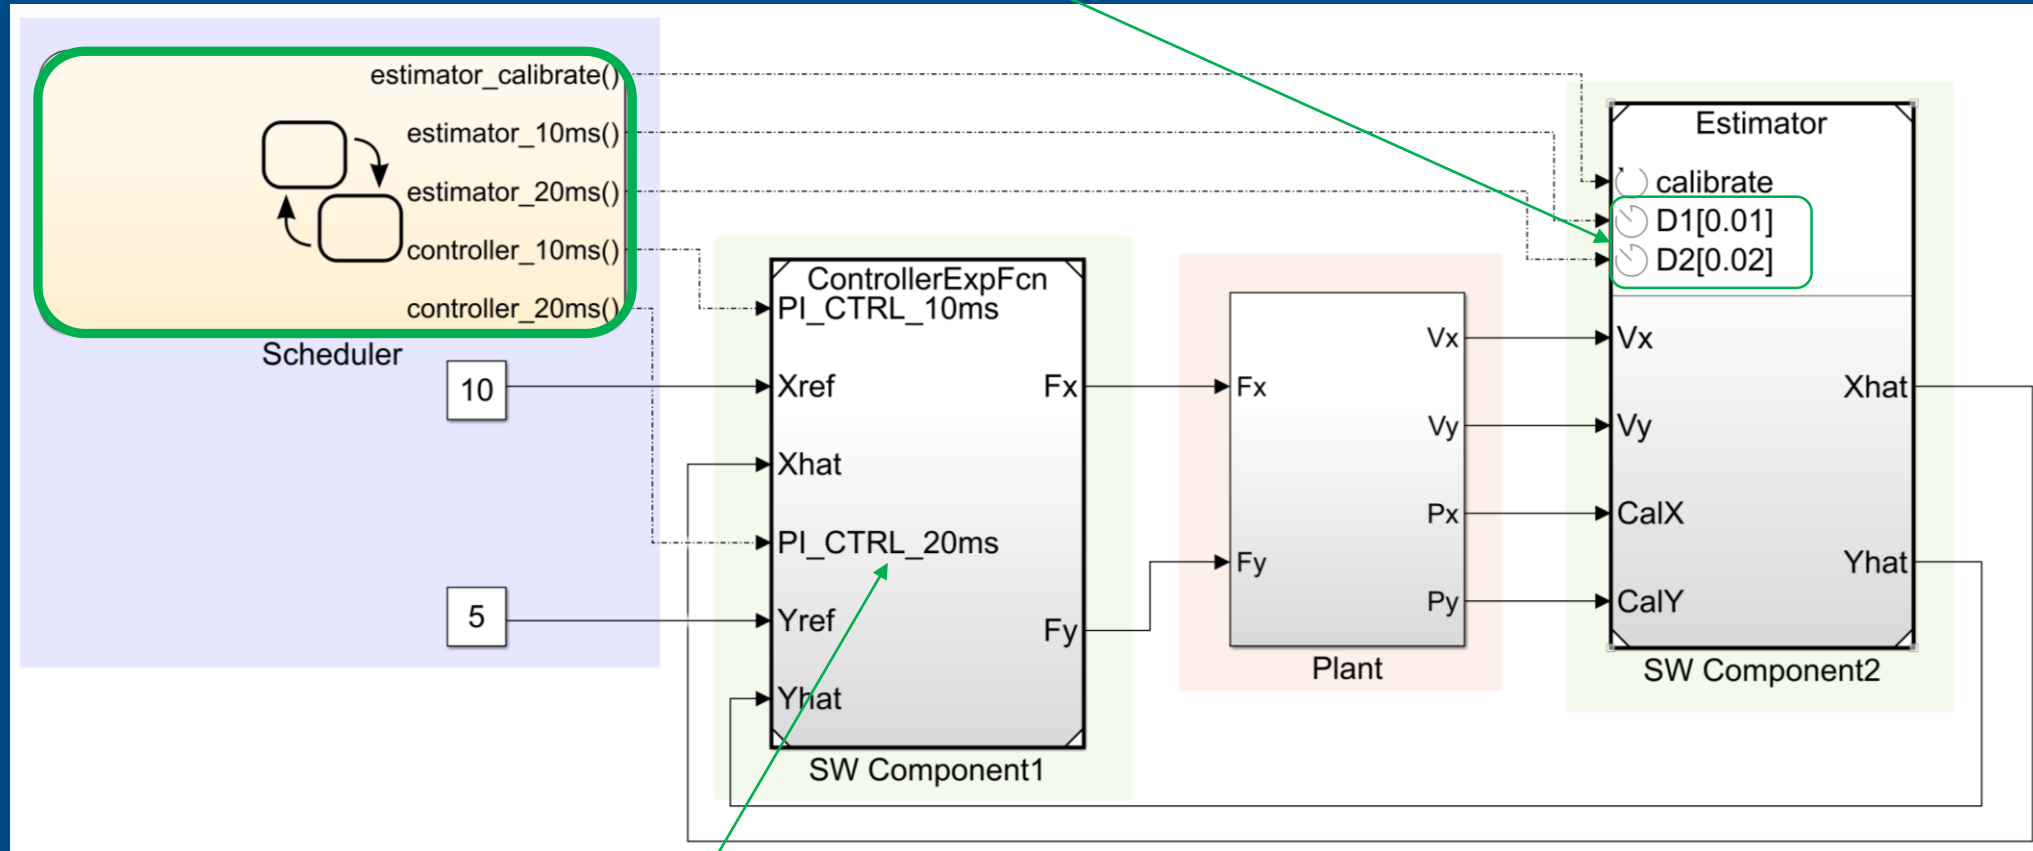 estimator_calibrate()
estimator_10ms()
estimator_20ms()
controller_10ms()
controller_20ms()
Scheduler
10
5
ControllerExpFcn
PI_CTRL_10ms
Xref
Fx
Xhat
PI_CTRL_20ms
Yref
Fy
Yhat
SW Component1
Vx
Fx
Vy
Px
Fy
Py
Plant
Estimator
calibrate
D1[0.01]
D2[0.02]
Vx
Xhat
Vy
CalX
Yhat
CalY
SW Component2